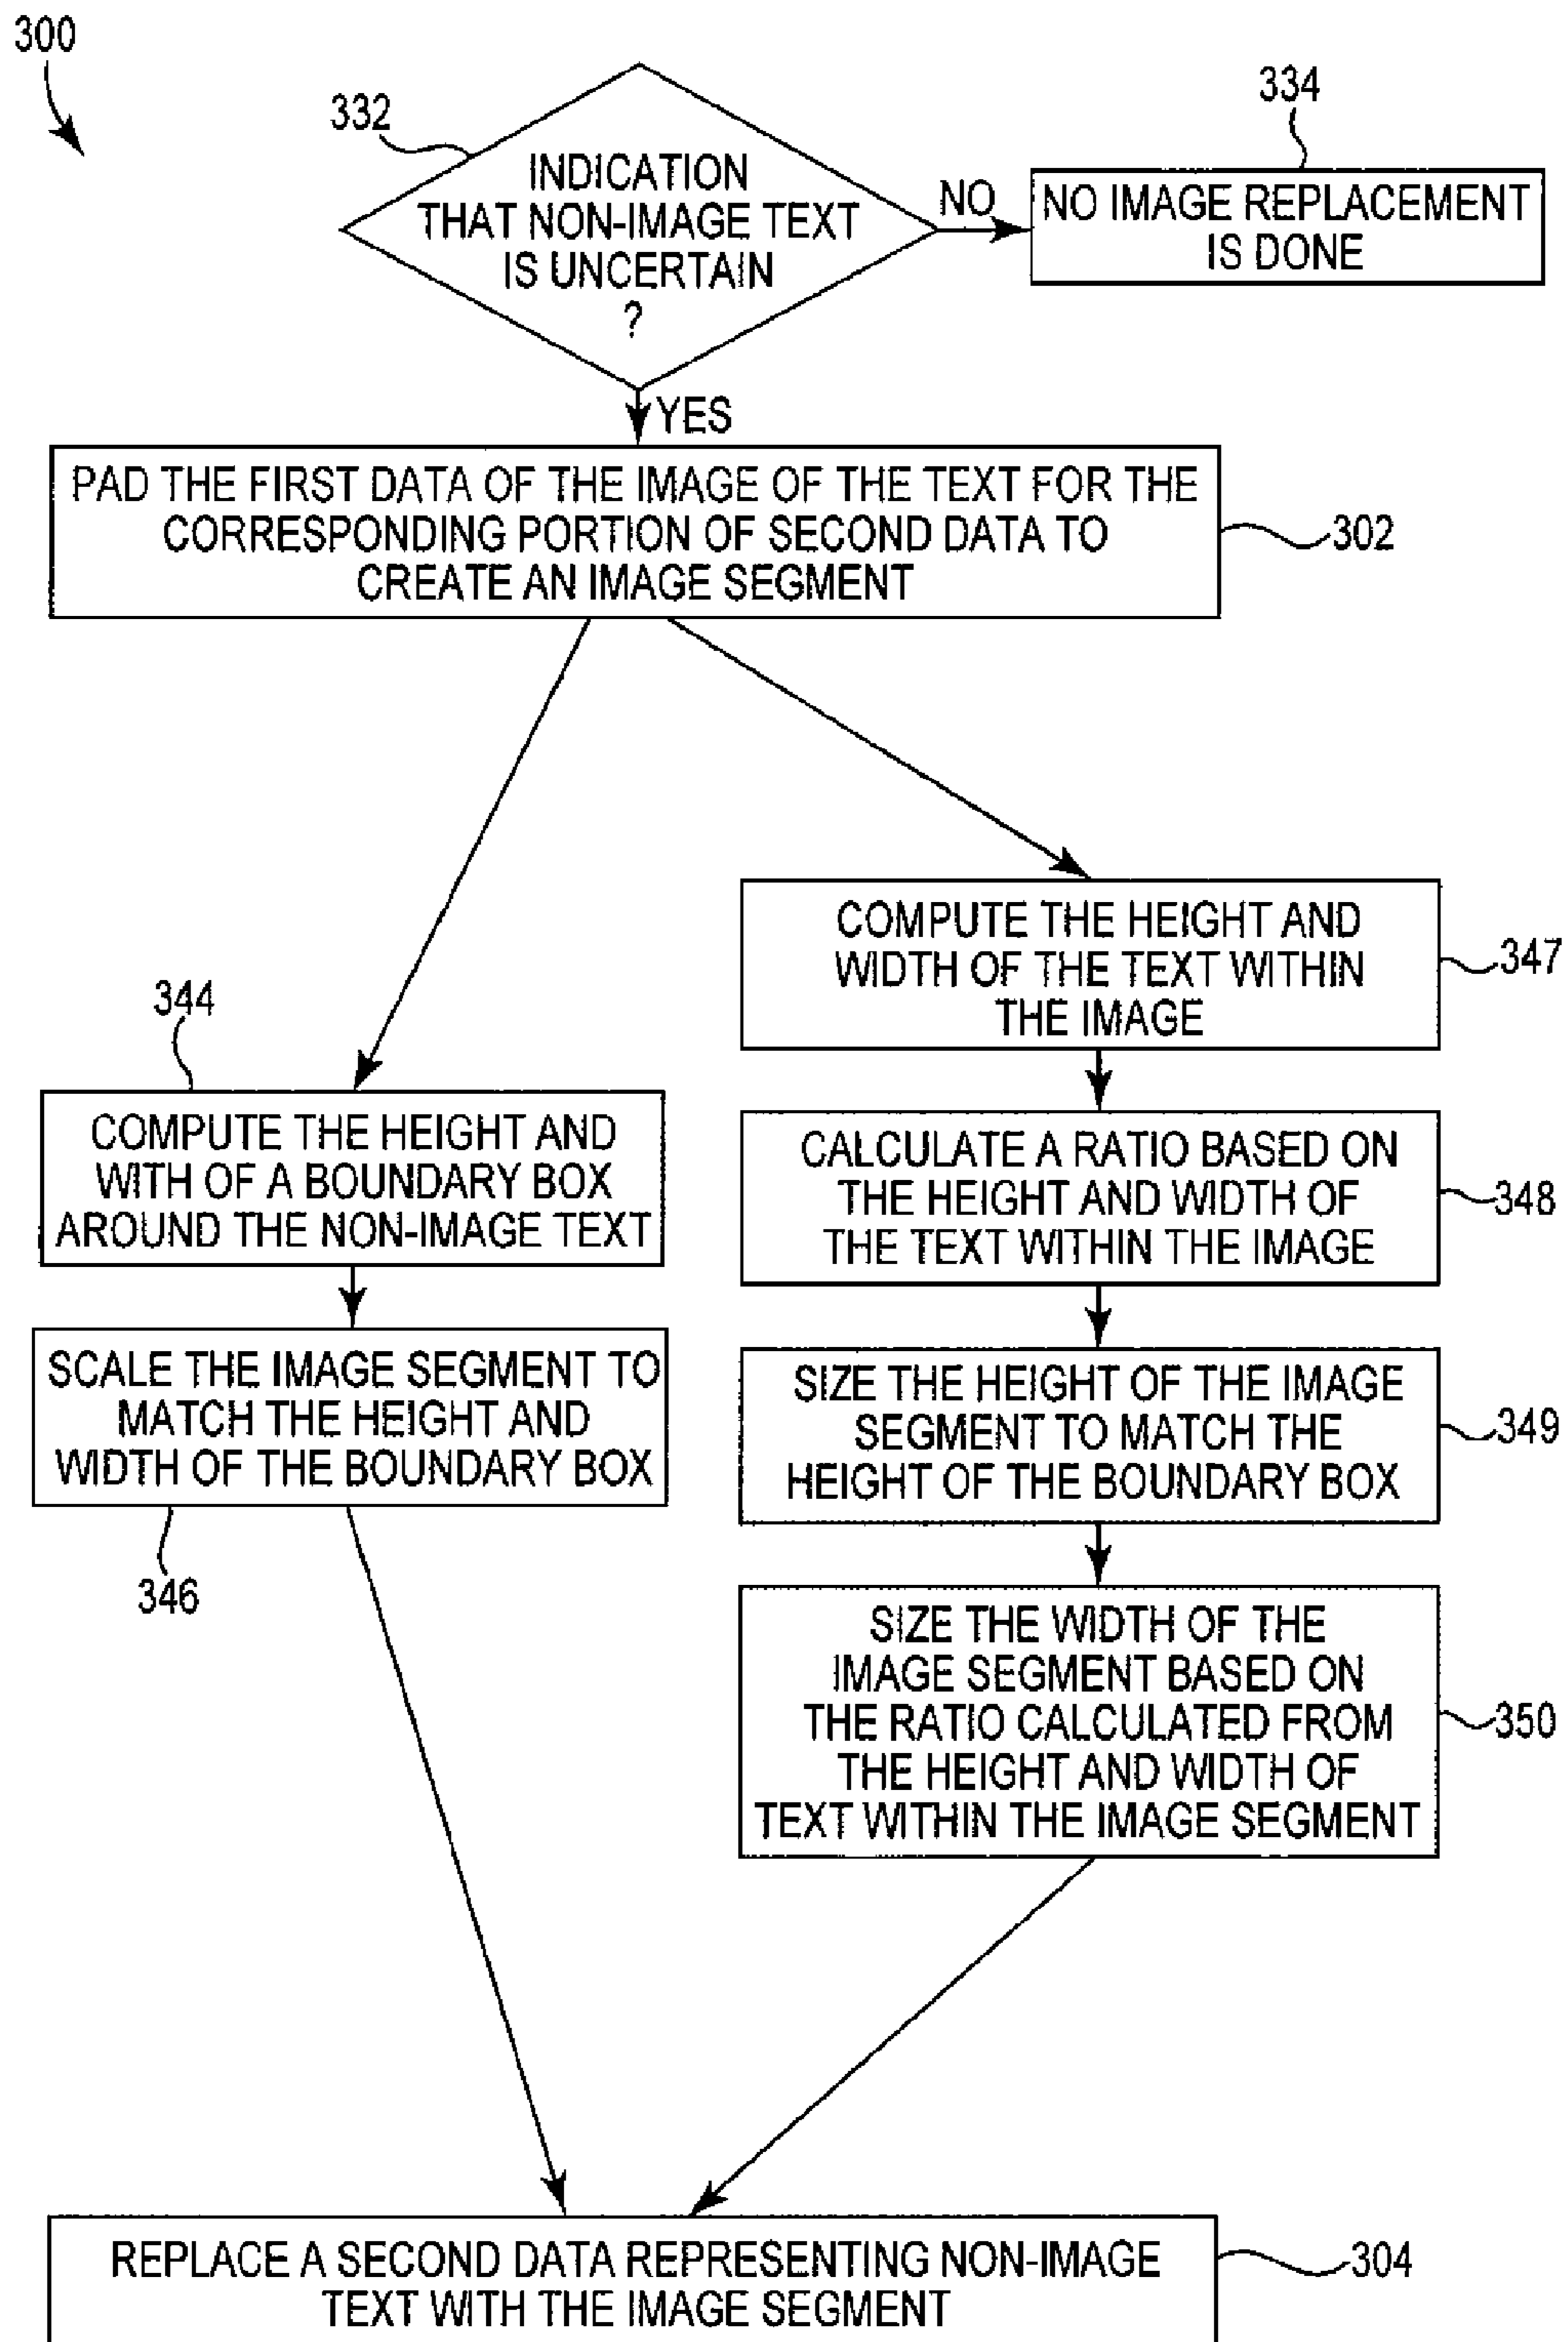 300
332
INDICATION
THAT NON-IMAGE TEXT
IS UNCERTAIN
?
NO
334
NO IMAGE REPLACEMENT
IS DONE
YES
PAD THE FIRST DATA OF THE IMAGE OF THE TEXT FOR THE
CORRESPONDING PORTION OF SECOND DATA TO
CREATE AN IMAGE SEGMENT
302
344
COMPUTE THE HEIGHT AND
WITH OF A BOUNDARY BOX
AROUND THE NON-IMAGE TEXT
SCALE THE IMAGE SEGMENT TO
MATCH THE HEIGHT AND
WIDTH OF THE BOUNDARY BOX
346
COMPUTE THE HEIGHT AND
WIDTH OF THE TEXT WITHIN
THE IMAGE
347
CALCULATE A RATIO BASED ON
THE HEIGHT AND WIDTH OF
THE TEXT WITHIN THE IMAGE
348
SIZE THE HEIGHT OF THE IMAGE
SEGMENT TO MATCH THE
HEIGHT OF THE BOUNDARY BOX
349
SIZE THE WIDTH OF THE
IMAGE SEGMENT BASED ON
THE RATIO CALCULATED FROM
THE HEIGHT AND WIDTH OF
TEXT WITHIN THE IMAGE SEGMENT
350
REPLACE A SECOND DATA REPRESENTING NON-IMAGE
TEXT WITH THE IMAGE SEGMENT
304